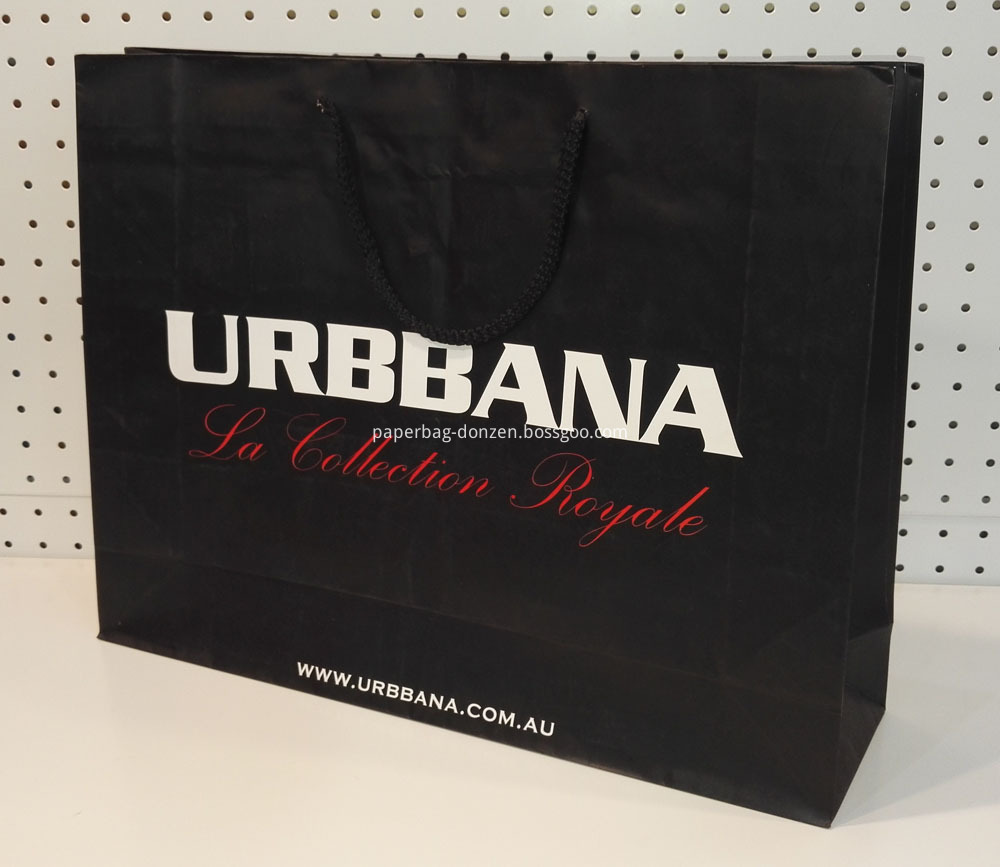 URBBANA
paperbag-donzen.bossgoo.com
La Collection Royale
WWW.URBBANA.COM.AU